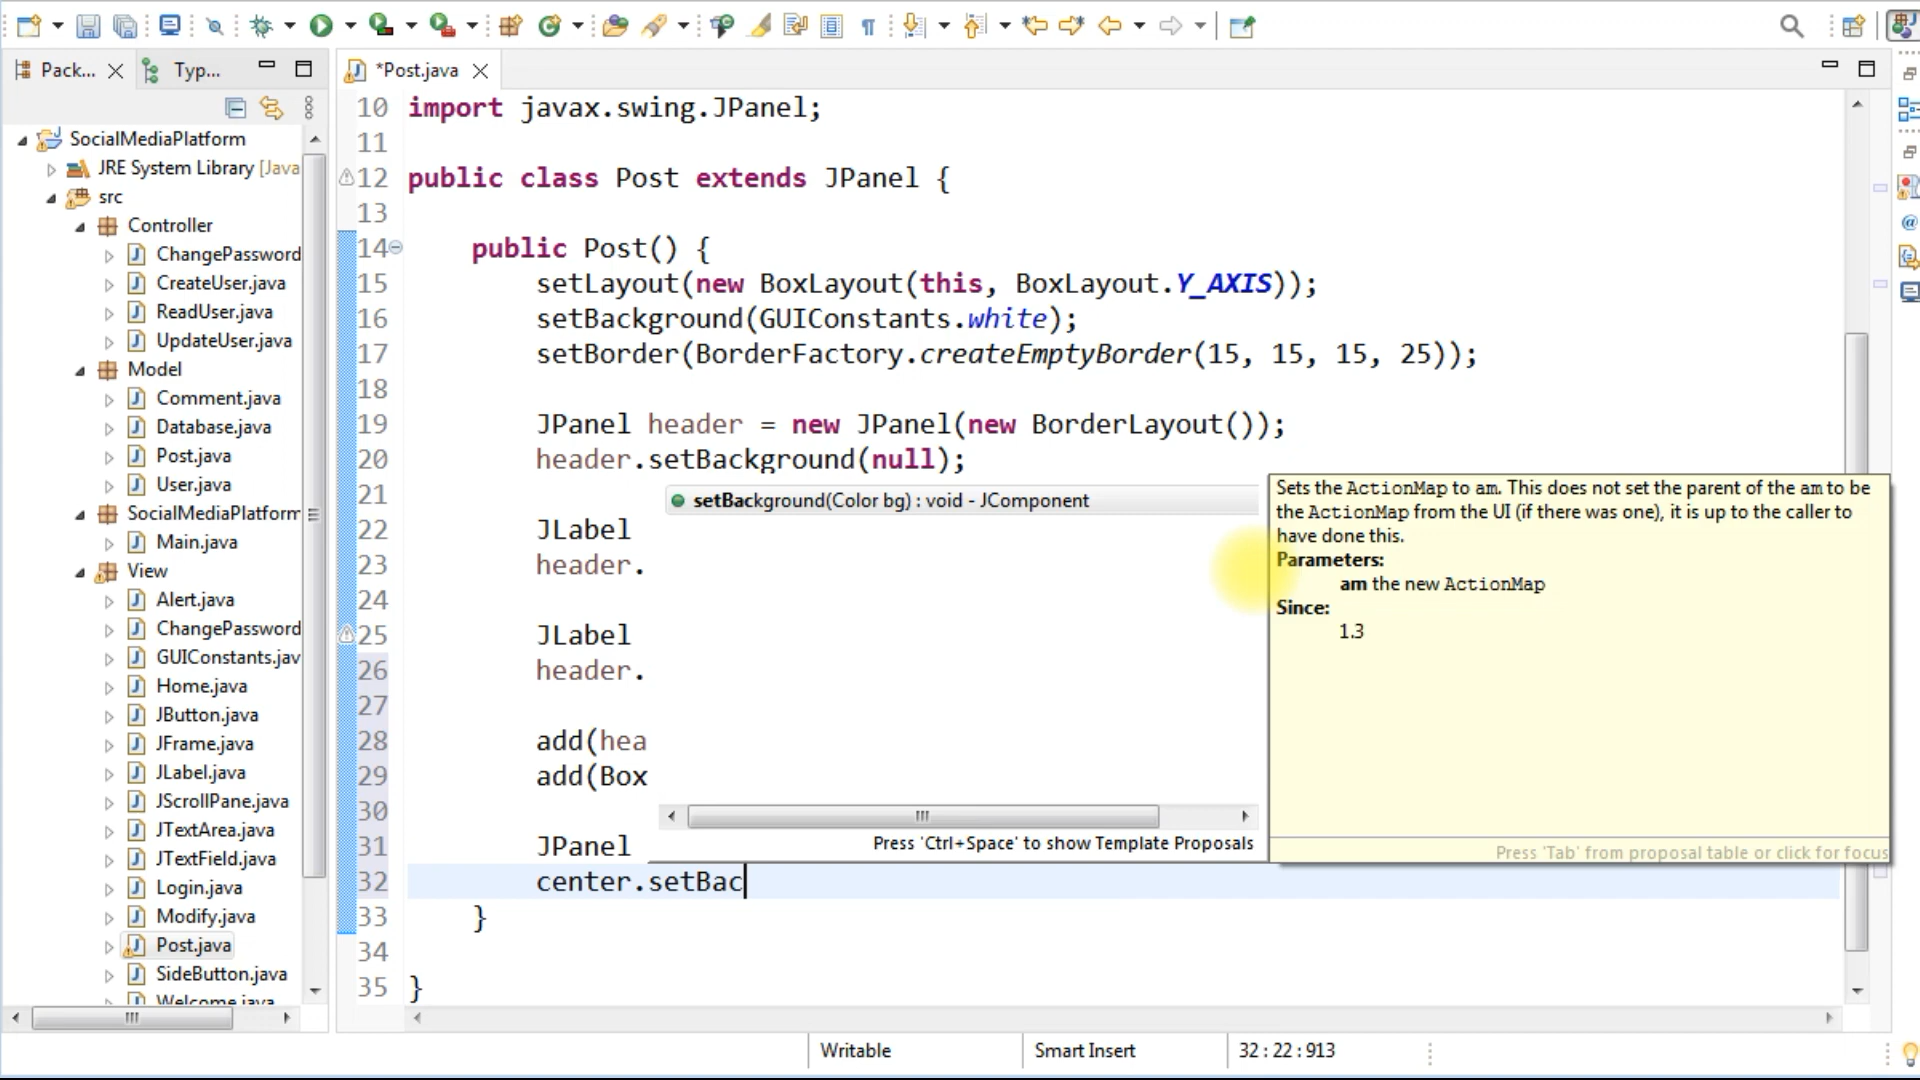 Pack...
Typ...
*Post.java
SocialMediaPlatform
JRE System Library [Java
src
Controller
ChangePassword
CreateUser.java
ReadUser.java
UpdateUser.java
Model
Comment.java
Database.java
Post.java
User.java
SocialMediaPlatform
Main.java
View
Alert.java
ChangePassword
GUIConstants.jav
Home.java
JButton.java
JFrame.java
JLabel.java
JScrollPane.java
JTextArea.java
JTextField.java
Login.java
Modify.java
Post.java
SideButton.java
Welcome.java
10 import javax.swing.JPanel;
11
12 public class Post extends JPanel {
13
14 public Post() {
15 setLayout(new BoxLayout(this, BoxLayout.Y_AXIS));
16 setBackground(GUIConstants.white);
17 setBorder(BorderFactory.createEmptyBorder(15, 15, 15, 25));
18
19 JPanel header = new JPanel(new BorderLayout());
20 header.setBackground(null);
21
22 JLabel
23 header.
24
25 JLabel
26 header.
27
28 add(hea
29 add(Box
30
31 JPanel
32 center.setBac
33 }
34
35 }
setBackground(Color bg) : void - JComponent
Press 'Ctrl+Space' to show Template Proposals
Sets the ActionMap to am. This does not set the parent of the am to be
the ActionMap from the UI (if there was one), it is up to the caller to
have done this.
Parameters:
am the new ActionMap
Since:
1.3
Press 'Tab' from proposal table or click for focus
Writable
Smart Insert
32 : 22 : 913